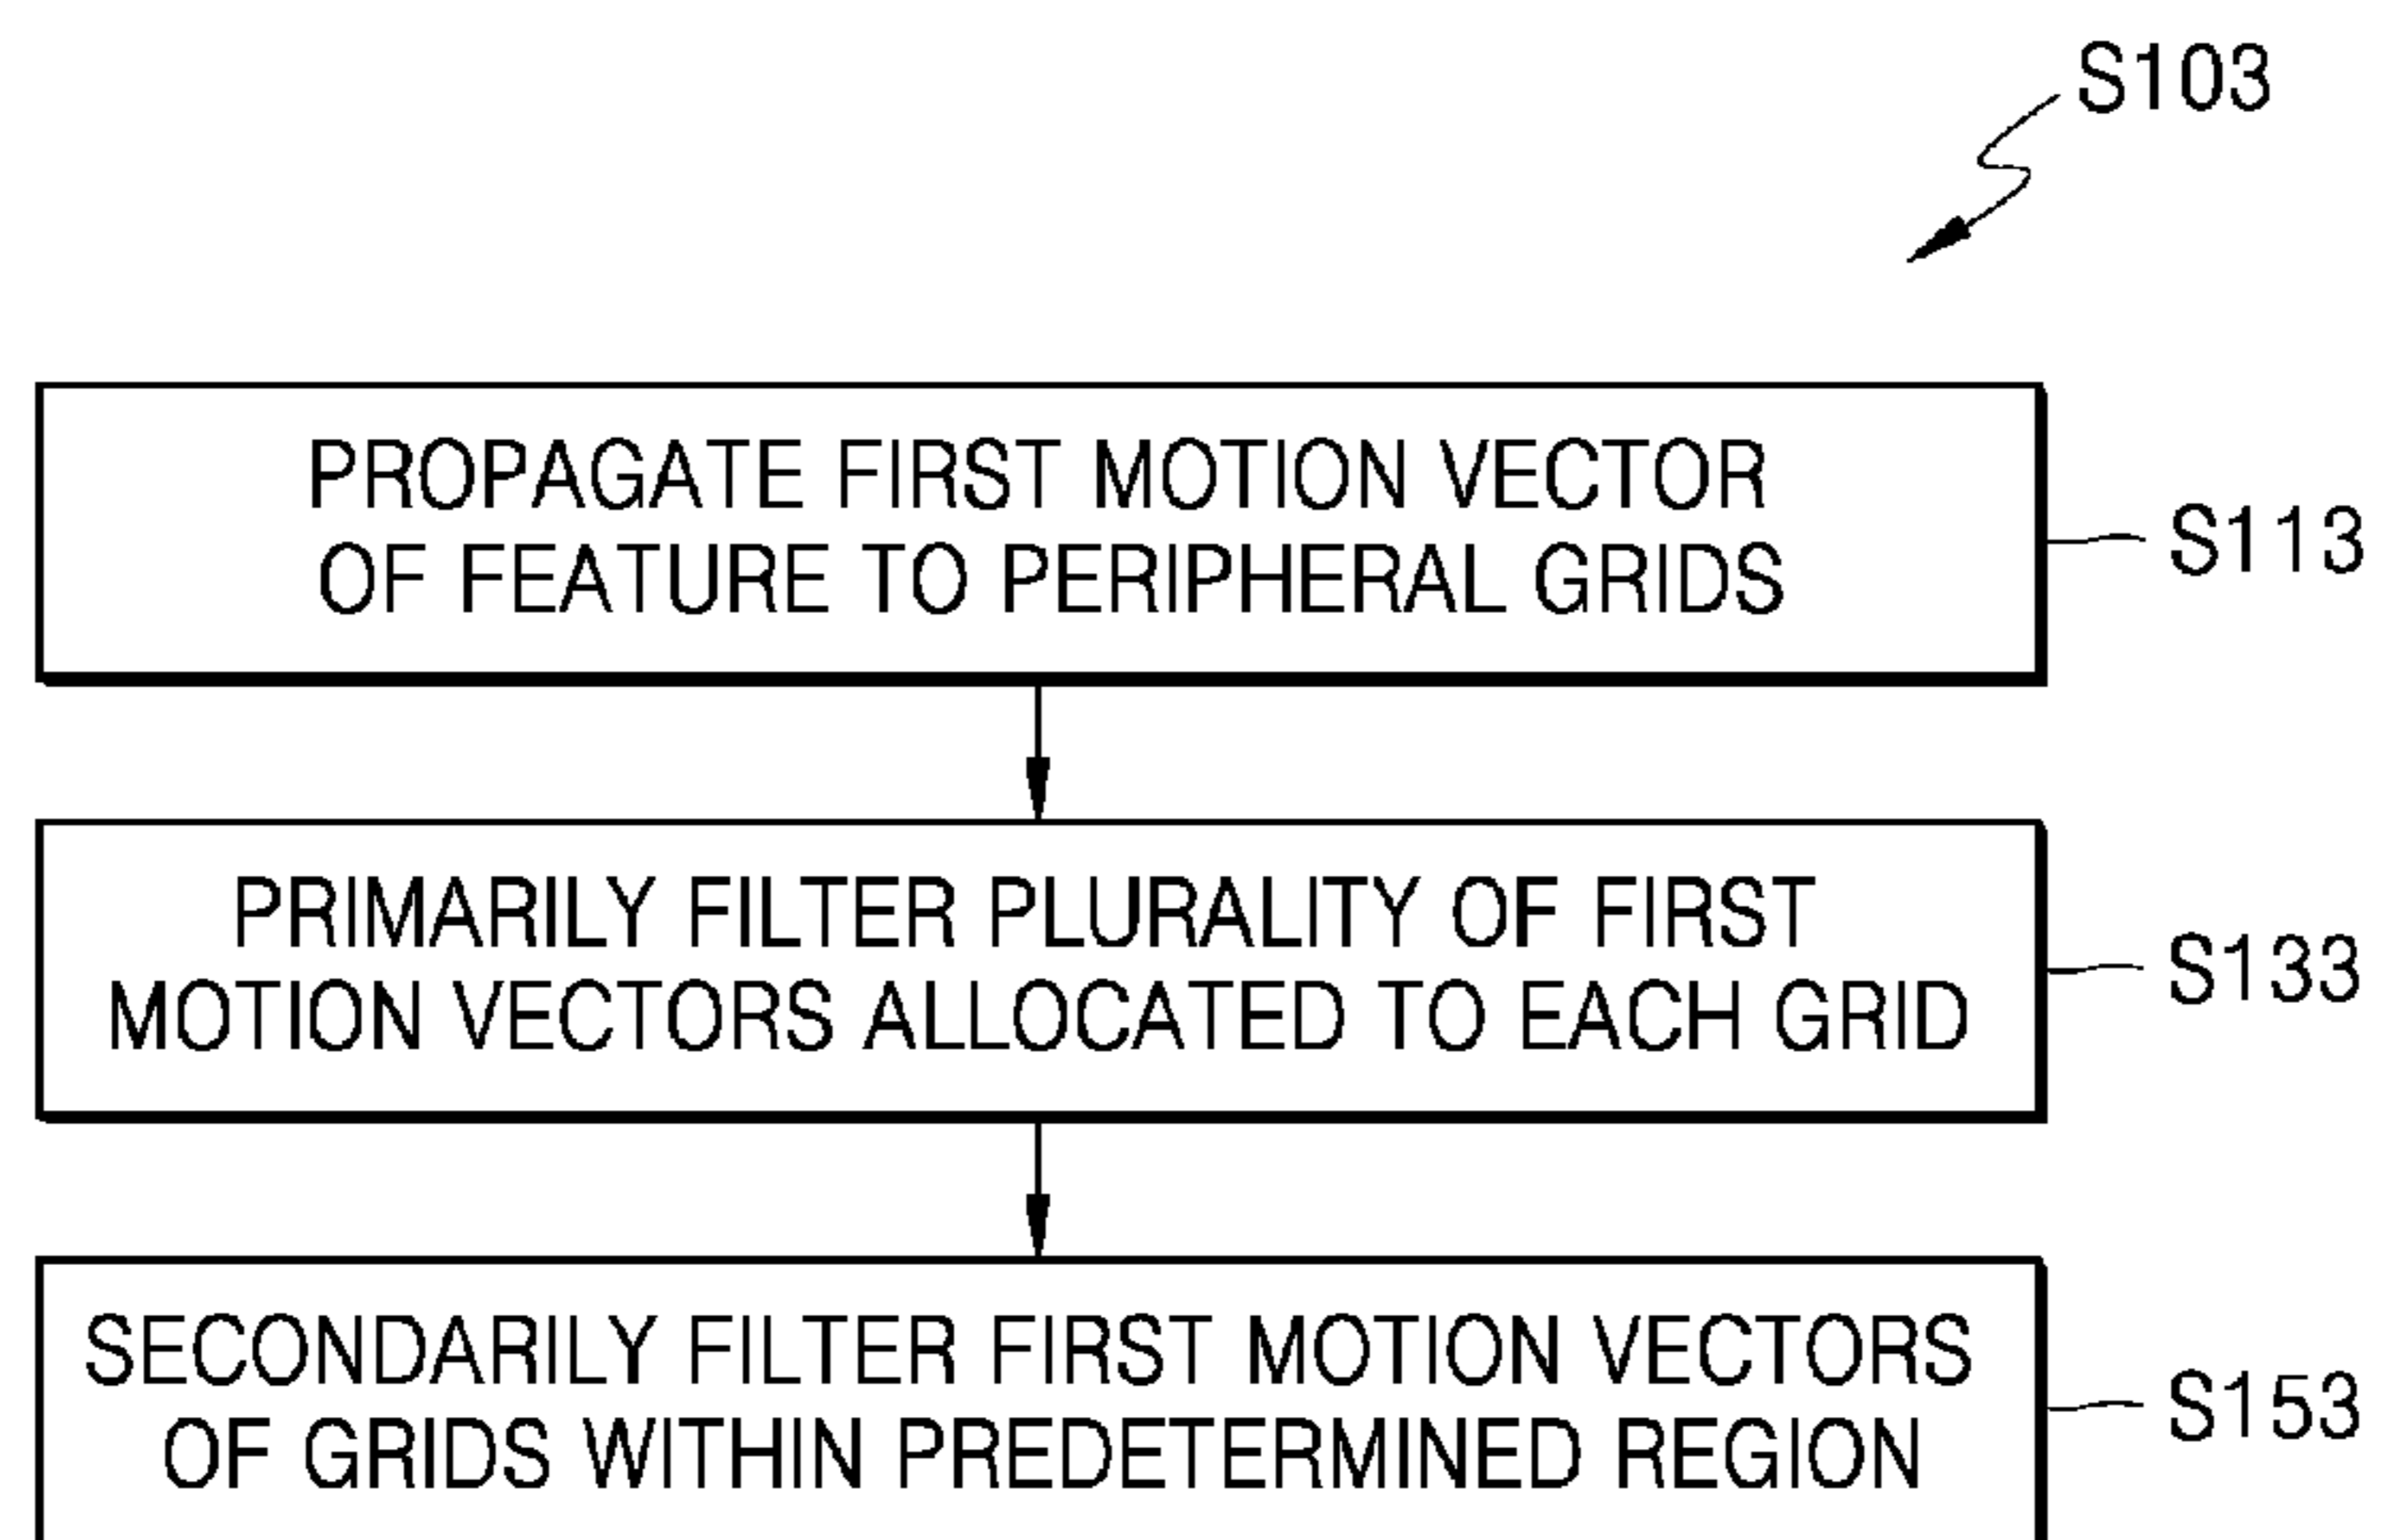 S103
PROPAGATE FIRST MOTION VECTOR
OF FEATURE TO PERIPHERAL GRIDS
S113
PRIMARILY FILTER PLURALITY OF FIRST
MOTION VECTORS ALLOCATED TO EACH GRID
S133
SECONDARILY FILTER FIRST MOTION VECTORS
OF GRIDS WITHIN PREDETERMINED REGION
S153